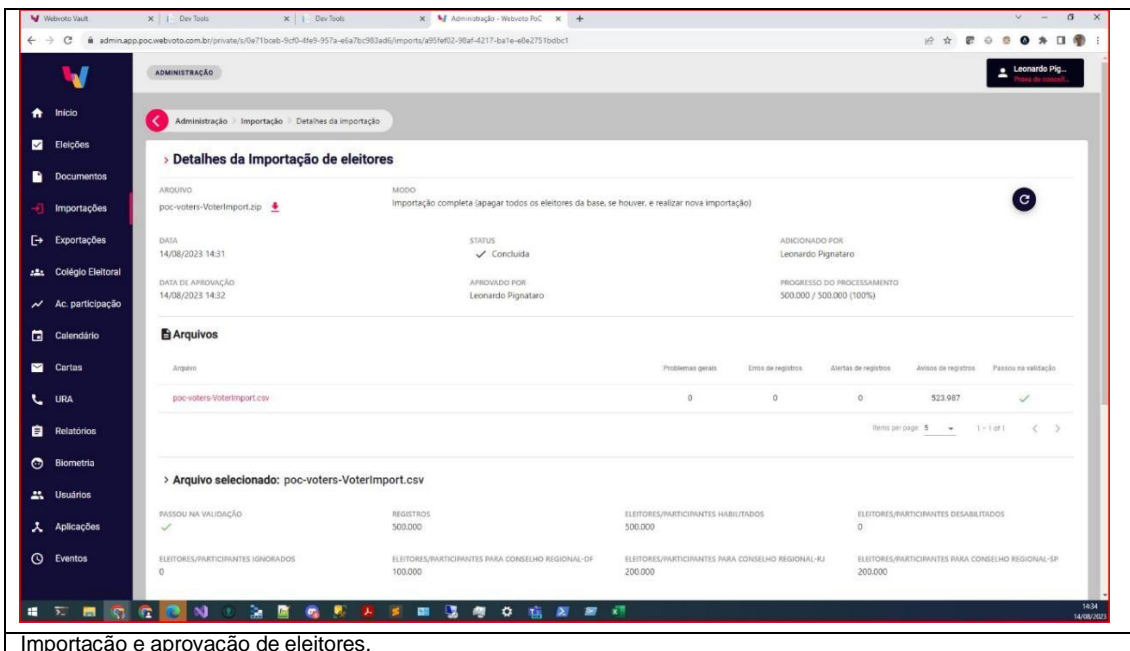 Webvoto Vault
Dev Tools
Dev Tools
Administração - Webvoto PoC
admin.app.poc.webvoto.com.br/private/s/0e71bceb-9cf0-4fe9-957a-e6a7bc983ad6/imports/a95fef02-98af-4217-ba1e-e8e2751bdbc1
ADMINISTRAÇÃO
Leonardo Pig...
Prova de conceit...
Início
Eleições
Documentos
Importações
Exportações
Colégio Eleitoral
Ac. participação
Calendário
Cartas
URA
Relatórios
Biometria
Usuários
Aplicações
Eventos
Administração > Importação > Detalhes da importação
> Detalhes da Importação de eleitores
ARQUIVO
poc-voters-VoterImport.zip
MODO
Importação completa (apagar todos os eleitores da base, se houver, e realizar nova importação)
DATA
14/08/2023 14:31
STATUS
Concluída
ADICIONADO POR
Leonardo Pignataro
DATA DE APROVAÇÃO
14/08/2023 14:32
APROVADO POR
Leonardo Pignataro
PROGRESSO DO PROCESSAMENTO
500.000 / 500.000 (100%)
Arquivos
Arquivo Problemas gerais Erros de registros Alertas de registros Avisos de registros Passou na validação
poc-voters-VoterImport.csv 0 0 0 523.987
Items per page 5 1 – 1 of 1
> Arquivo selecionado: poc-voters-VoterImport.csv
PASSOU NA VALIDAÇÃO
REGISTROS
500.000
ELEITORES/PARTICIPANTES HABILITADOS
500.000
ELEITORES/PARTICIPANTES DESABILITADOS
0
ELEITORES/PARTICIPANTES IGNORADOS
0
ELEITORES/PARTICIPANTES PARA CONSELHO REGIONAL-DF
100.000
ELEITORES/PARTICIPANTES PARA CONSELHO REGIONAL-RJ
200.000
ELEITORES/PARTICIPANTES PARA CONSELHO REGIONAL-SP
200.000
14:34
14/08/2023
Importação e aprovação de eleitores.